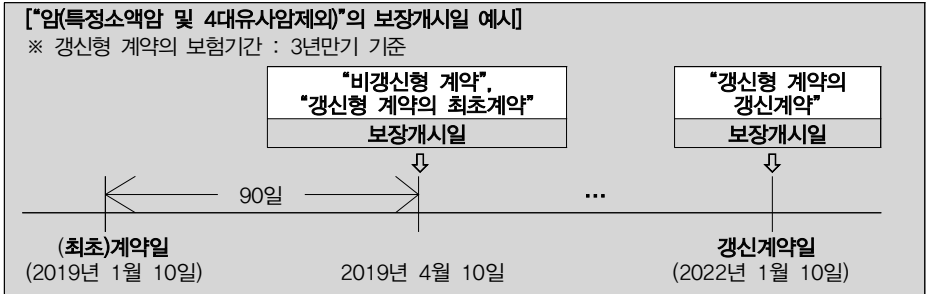 ["암(특정소액암 및 4대유사암제외)"의 보장개시일 예시]
※ 갱신형 계약의 보험기간 : 3년만기 기준
"비갱신형 계약",
"갱신형 계약의 최초계약"
보장개시일
"갱신형 계약의
갱신계약"
보장개시일
90일
…
(최초)계약일
(2019년 1월 10일)
2019년 4월 10일
갱신계약일
(2022년 1월 10일)